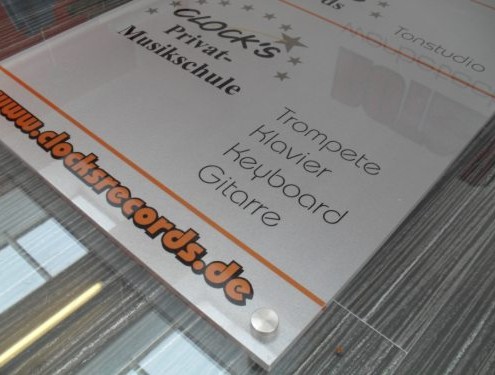 Tonstudio
CLOCK'S
Privat-
Musikschule
Trompete
Klavier
Keyboard
Gitarre
www.clocksrecords.de